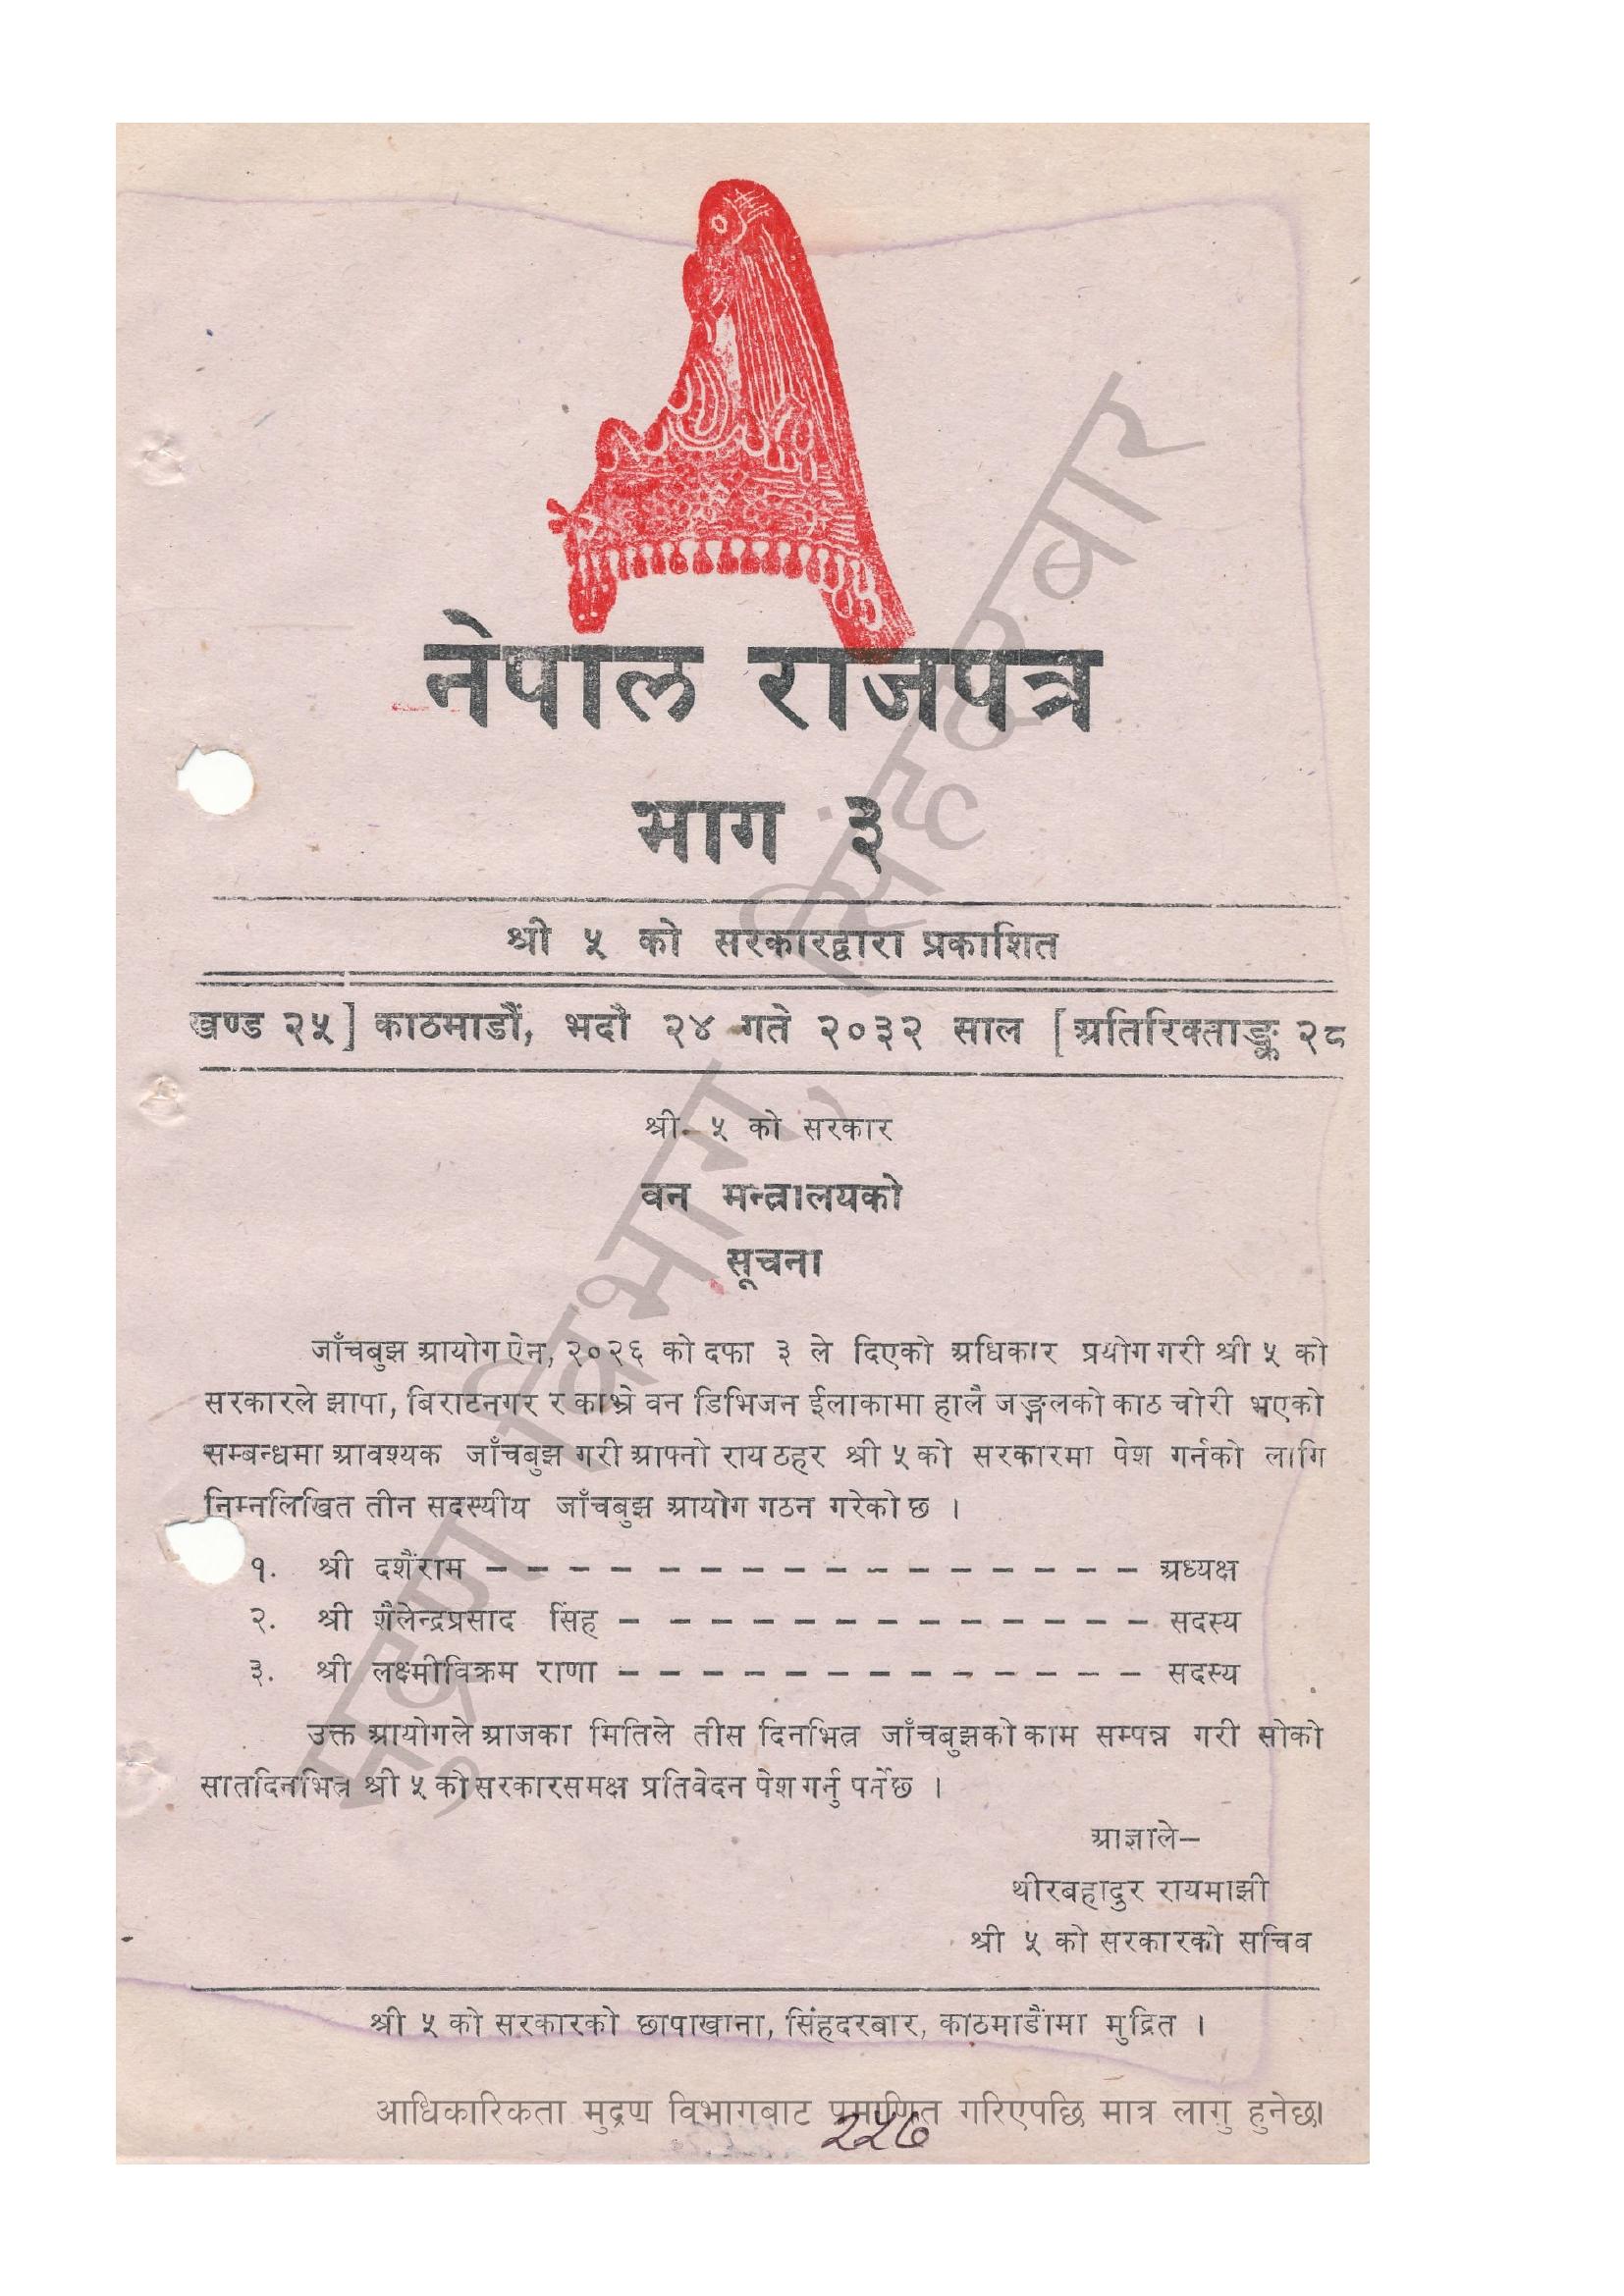 नेपाल राजपत्र
भाग ३
श्री ५ को सरकारद्वारा प्रकाशित
खण्ड २५] काठमाडौं, भदौ २४ गते २०३२ साल [अतिरिक्ताङ्क २८
श्री ५ को सरकार
वन मन्त्रालयको
सूचना
जाँचबुझ आयोग ऐन, २०२६ को दफा ३ ले दिएको अधिकार प्रयोग गरी श्री ५ को
सरकारले झापा, बिराटनगर र काभ्रे वन डिभिजन ईलाकामा हालै जङ्गलको काठ चोरी भएको
सम्बन्धमा आवश्यक जाँचबुझ गरी आफ्नो राय ठहर श्री ५ को सरकारमा पेश गर्नको लागि
निम्नलिखित तीन सदस्यीय जाँचबुझ आयोग गठन गरेको छ ।
१. श्री दशैंराम – – – – – – – – – – – – – – – – – – – अध्यक्ष
२. श्री शैलेन्द्रप्रसाद सिंह – – – – – – – – – – – – – – – सदस्य
३. श्री लक्ष्मीविक्रम राणा – – – – – – – – – – – – – – – सदस्य
उक्त आयोगले आजका मितिले तीस दिनभित्र जाँचबुझको काम सम्पन्न गरी सोको
सातदिनभित्र श्री ५ को सरकारसमक्ष प्रतिवेदन पेश गर्नु पर्नेछ ।
आज्ञाले–
थीरबहादुर रायमाझी
श्री ५ को सरकारको सचिव
श्री ५ को सरकारको छापाखाना, सिंहदरबार, काठमाडौंमा मुद्रित ।
आधिकारिकता मुद्रण विभागबाट प्रमाणित गरिएपछि मात्र लागु हुनेछ।
२५७
मुद्रण विभाग, सिंहदरबार